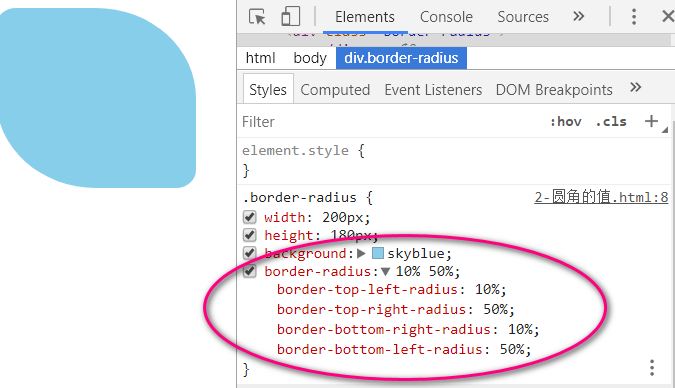 Elements Console Sources »
html body div.border-radius
Styles Computed Event Listeners DOM Breakpoints »
Filter :hov .cls +
element.style {
}
.border-radius { 2-圆角的值.html:8
width: 200px;
height: 180px;
background: skyblue;
border-radius: 10% 50%;
border-top-left-radius: 10%;
border-top-right-radius: 50%;
border-bottom-right-radius: 10%;
border-bottom-left-radius: 50%;
}